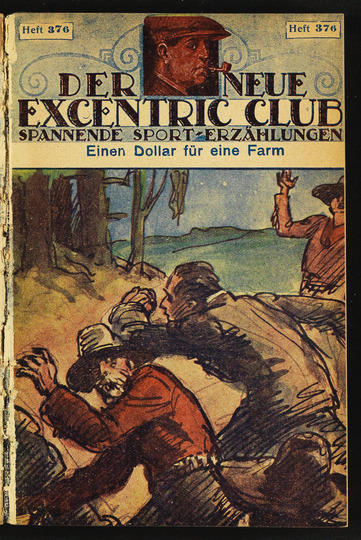 Heft 376
Heft 376
DER NEUE
EXCENTRIC CLUB
SPANNENDE SPORT-ERZÄHLUNGEN
Einen Dollar für eine Farm